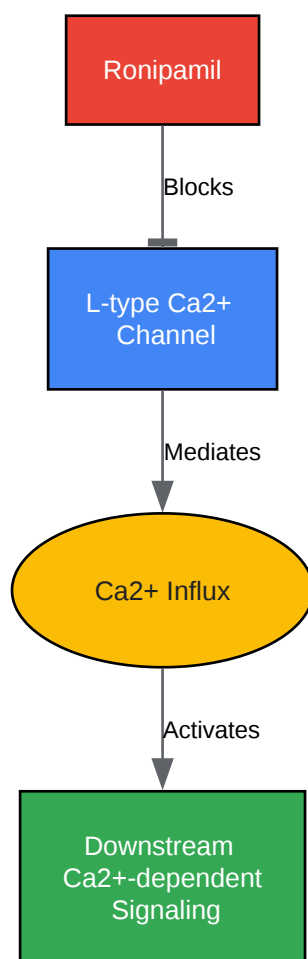 Ronipamil
Blocks
L-type Ca2+
Channel
Mediates
Ca2+ Influx
Activates
Downstream
Ca2+-dependent
Signaling